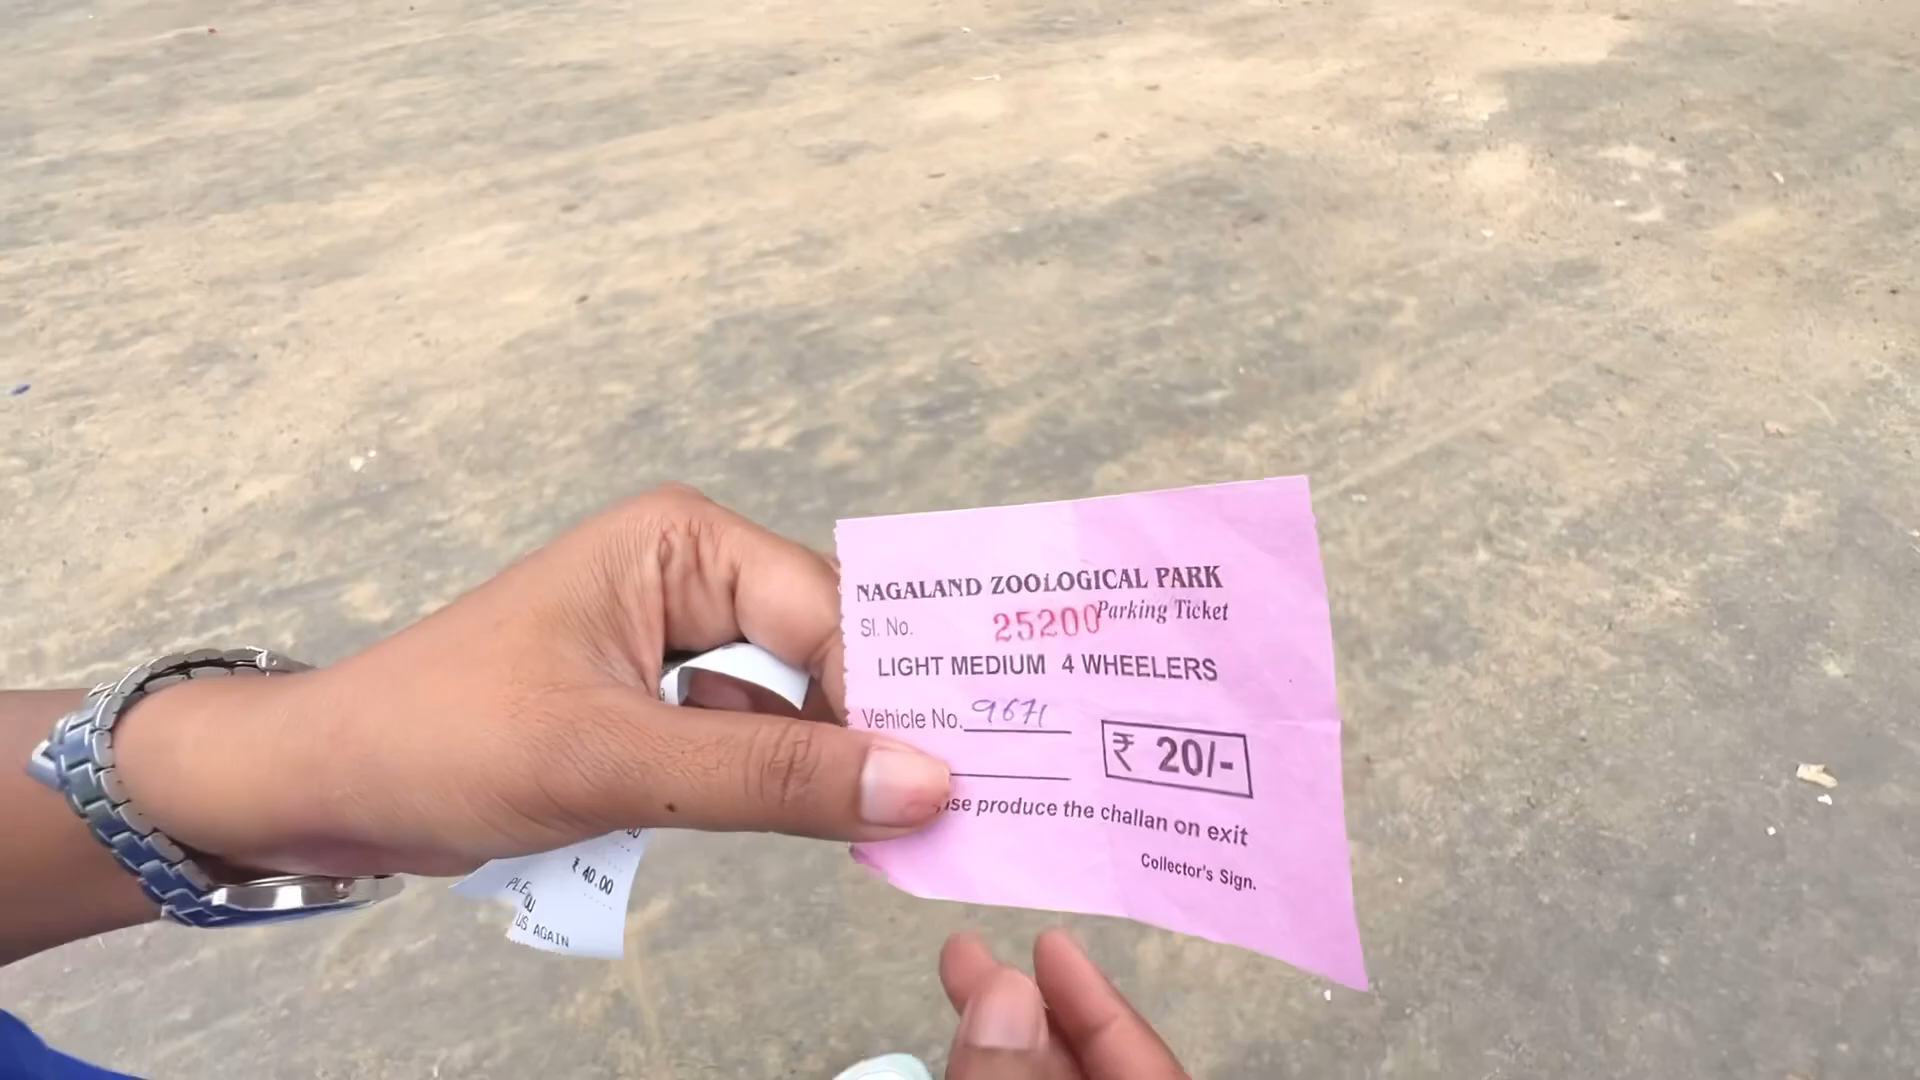 NAGALAND ZOOLOGICAL PARK
Sl. No. 25200 Parking Ticket
LIGHT MEDIUM 4 WHEELERS
Vehicle No. 9671
₹ 20/-
produce the challan on exit
Collector's Sign.
₹ 40.00
US AGAIN